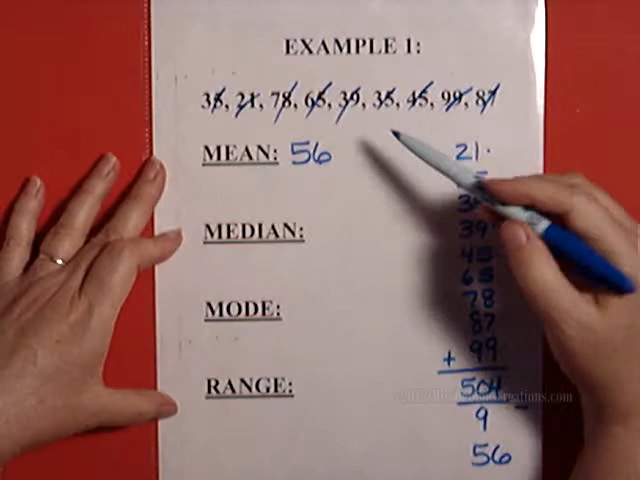 EXAMPLE 1:
35, 21, 78, 65, 39, 35, 45, 99, 87
MEAN: 56
21
39
45
65
MEDIAN:
78
MODE:
87
+ 99
RANGE:
504
9
56